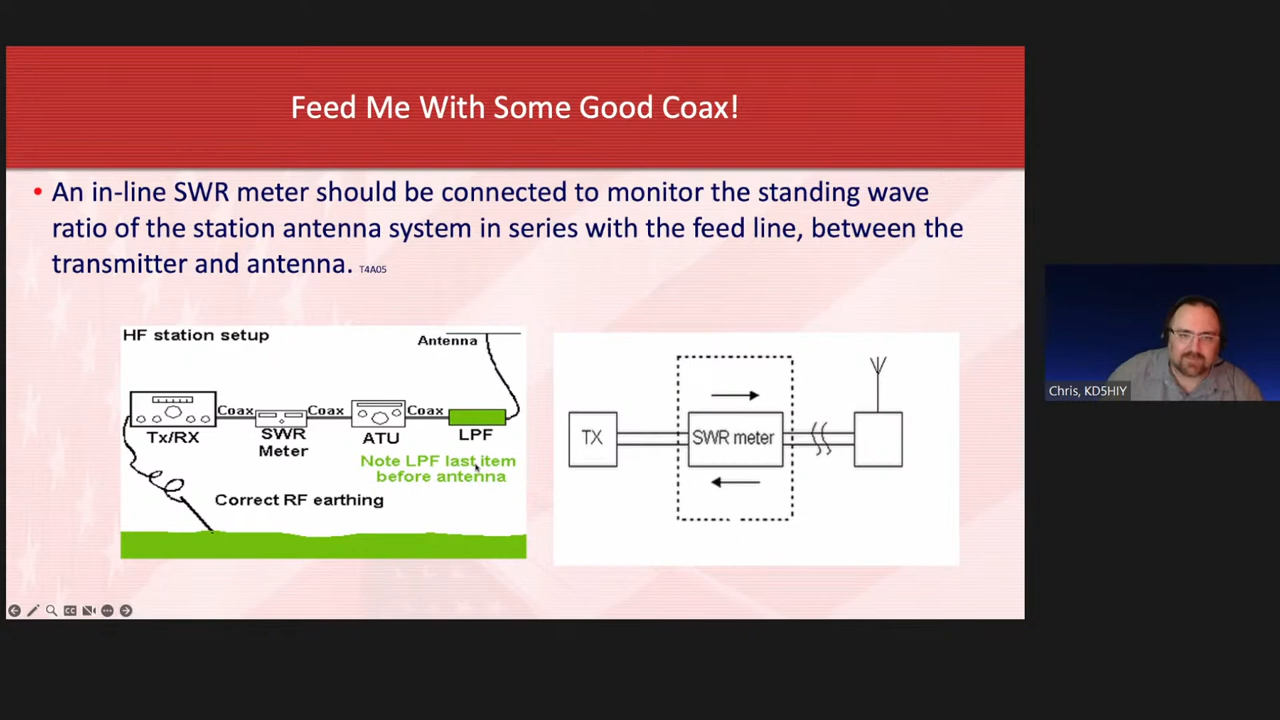 Feed Me With Some Good Coax!
• An in-line SWR meter should be connected to monitor the standing wave
ratio of the station antenna system in series with the feed line, between the
transmitter and antenna. T4A05
HF station setup
Antenna
Coax Coax Coax
Tx/RX SWR Meter ATU LPF
Note LPF last item
before antenna
Correct RF earthing
TX SWR meter
Chris, KD5HIY
CC